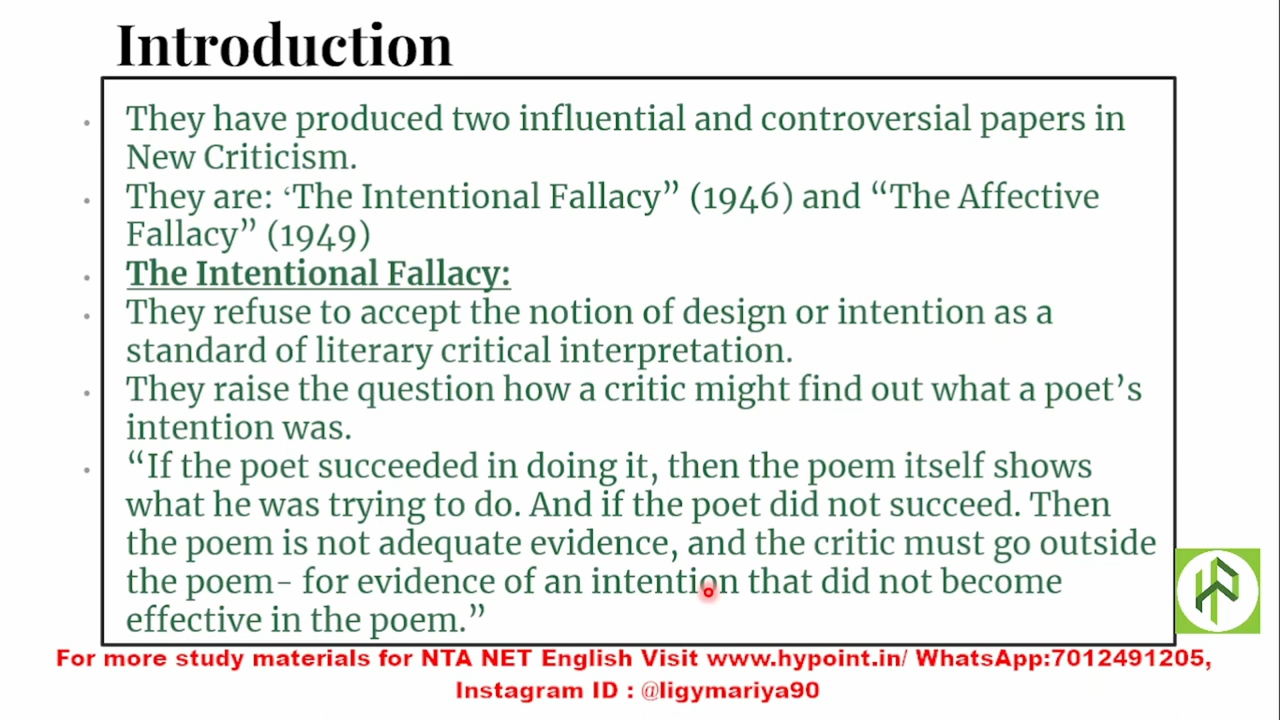 Introduction
They have produced two influential and controversial papers in
New Criticism.
They are: ‘The Intentional Fallacy” (1946) and “The Affective
Fallacy” (1949)
The Intentional Fallacy:
They refuse to accept the notion of design or intention as a
standard of literary critical interpretation.
They raise the question how a critic might find out what a poet’s
intention was.
“If the poet succeeded in doing it, then the poem itself shows
what he was trying to do. And if the poet did not succeed. Then
the poem is not adequate evidence, and the critic must go outside
the poem- for evidence of an intention that did not become
effective in the poem.”
For more study materials for NTA NET English Visit www.hypoint.in/ WhatsApp:7012491205,
Instagram ID : @ligymariya90